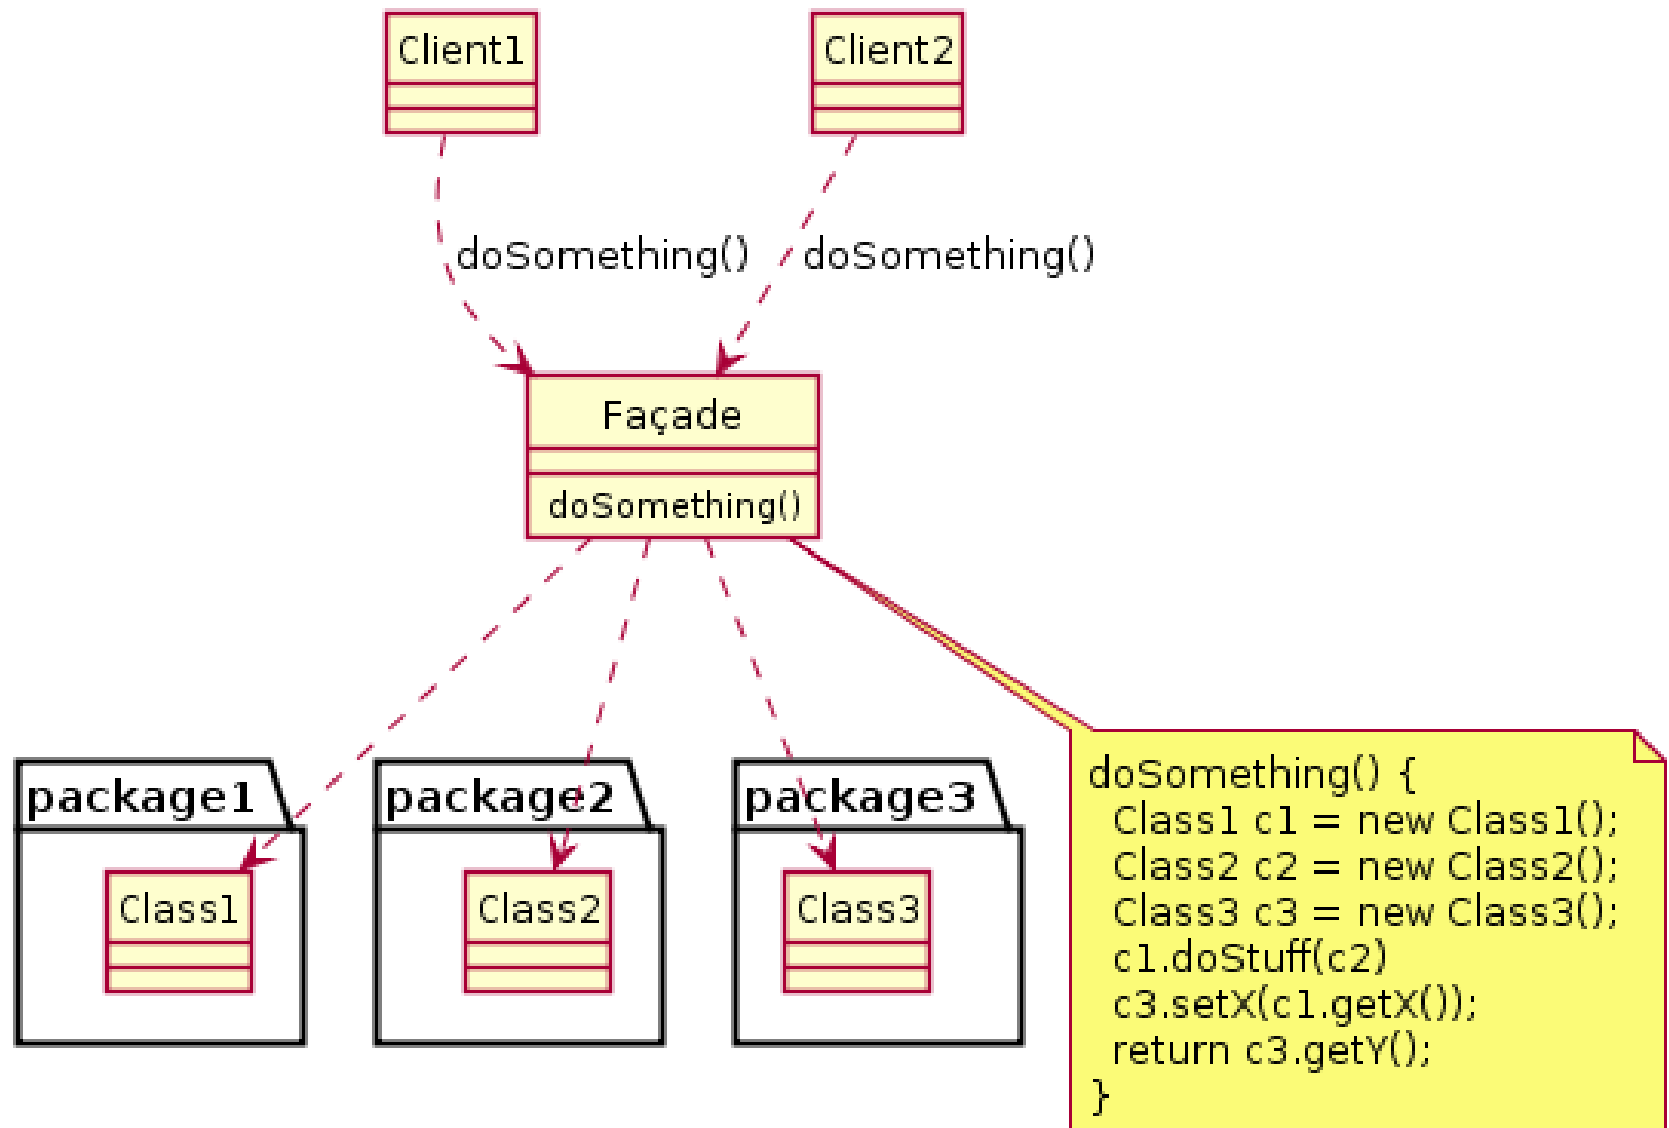 Client1
Client2
doSomething()
doSomething()
Façade
doSomething()
package1
package2
package3
Class1
Class2
Class3
doSomething() {
Class1 c1 = new Class1();
Class2 c2 = new Class2();
Class3 c3 = new Class3();
c1.doStuff(c2)
c3.setX(c1.getX());
return c3.getY();
}